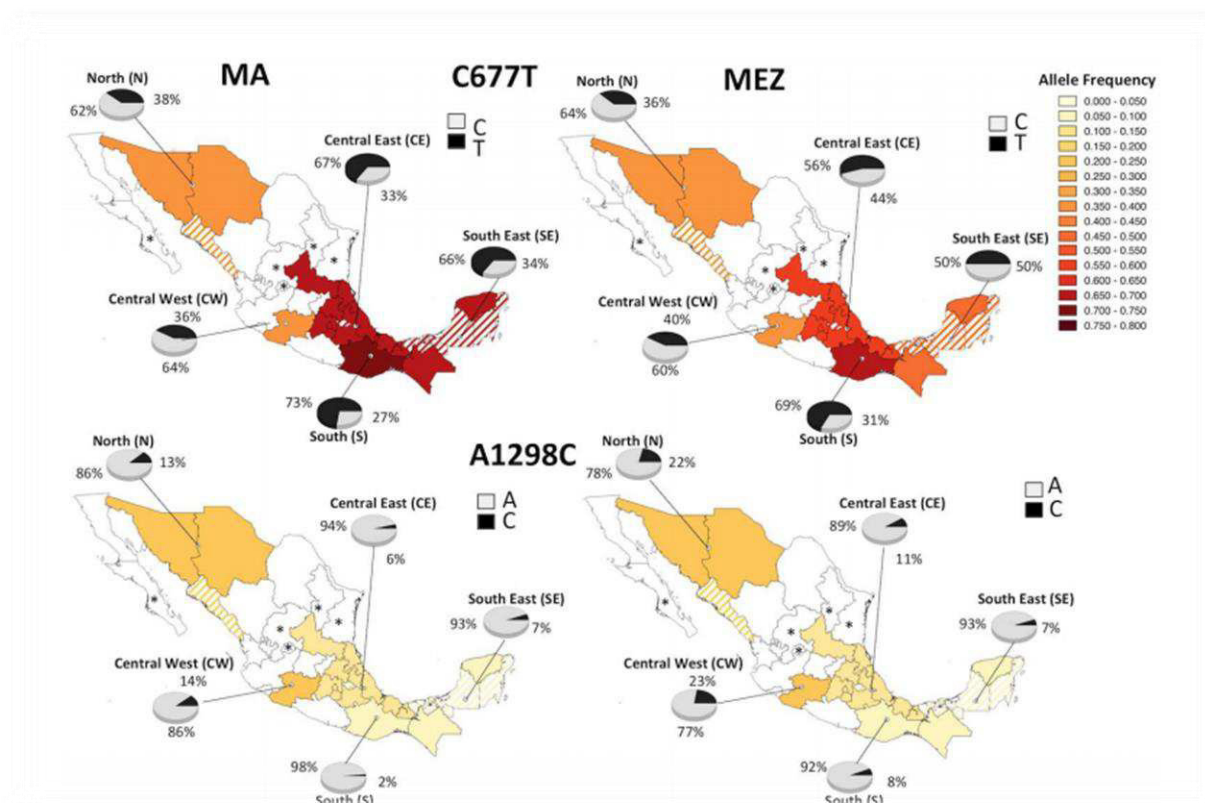 MA
C677T
MEZ
North (N)
62%
38%
C
T
Central East (CE)
67%
33%
South East (SE)
66%
34%
Central West (CW)
36%
64%
73%
27%
South (S)
*
*
*
*
*
North (N)
64%
36%
C
T
Central East (CE)
56%
44%
South East (SE)
50%
50%
Central West (CW)
40%
60%
69%
31%
South (S)
*
*
*
*
*
Allele Frequency
0.000 - 0.050
0.050 - 0.100
0.100 - 0.150
0.150 - 0.200
0.200 - 0.250
0.250 - 0.300
0.300 - 0.350
0.350 - 0.400
0.400 - 0.450
0.450 - 0.500
0.500 - 0.550
0.550 - 0.600
0.600 - 0.650
0.650 - 0.700
0.700 - 0.750
0.750 - 0.800
A1298C
North (N)
86%
13%
A
C
Central East (CE)
94%
6%
South East (SE)
93%
7%
Central West (CW)
14%
86%
98%
2%
South (S)
*
*
*
*
*
North (N)
78%
22%
A
C
Central East (CE)
89%
11%
South East (SE)
93%
7%
Central West (CW)
23%
77%
92%
8%
South (S)
*
*
*
*
*